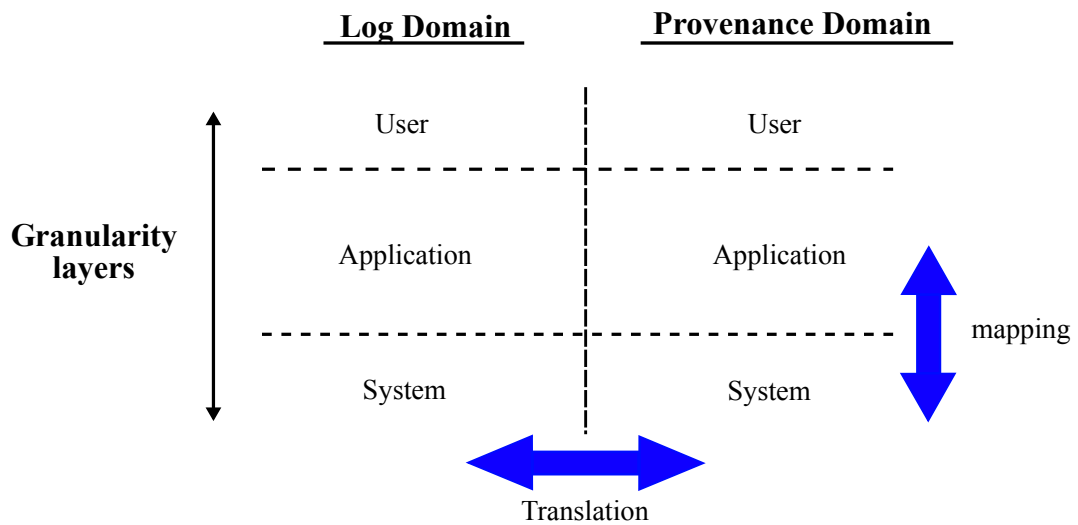 Log Domain
Provenance Domain
User
User
Granularity
layers
Application
Application
mapping
System
System
Translation